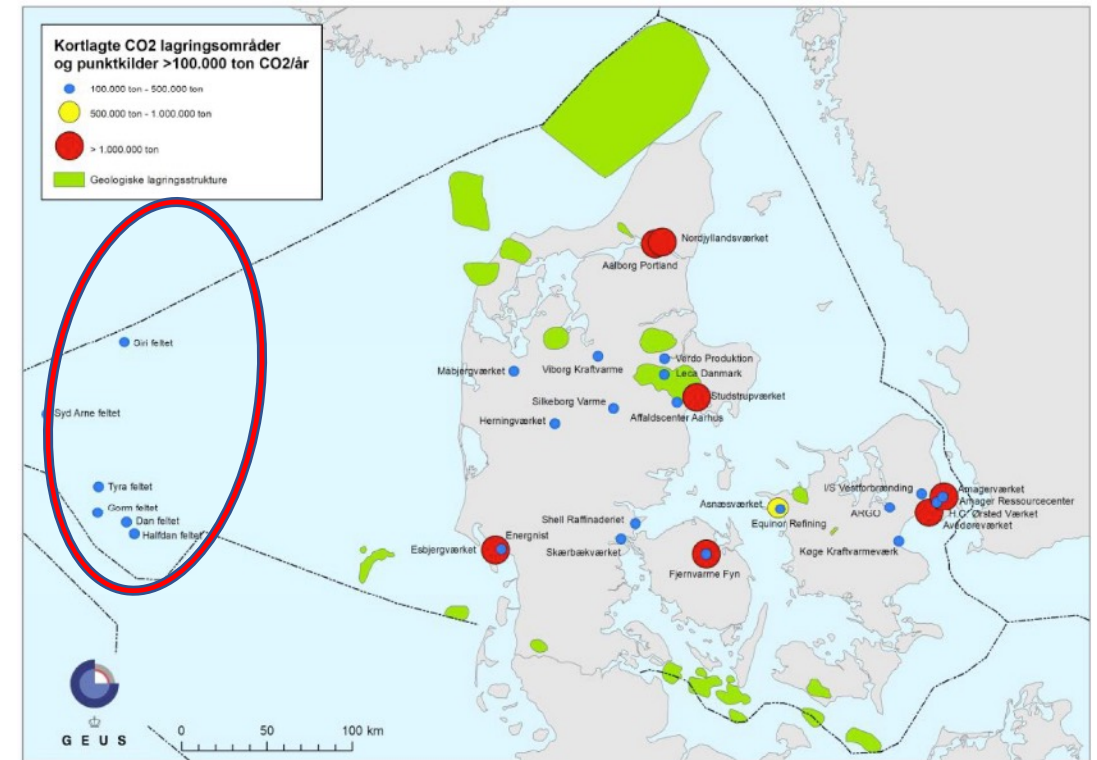 Kortlagte CO2 lagringsområder
og punktkilder >100.000 ton CO2/år
100.000 ton - 500.000 ton
500.000 ton - 1.000.000 ton
> 1.000.000 ton
Geologiske lagringsstrukture
Nordjyllandsværket
Aalborg Portland
Siri feltet
Verdo Produktion
Viborg Kraftvarme
Måbjergværket
Leca Danmark
Studstrupværket
Silkeborg Varme
Syd Arne feltet
Affaldscenter Aarhus
Herningværket
Tyra feltet
I/S Vestforbrænding
Amagerværket
Amager Ressourcecenter
Asnæsværket
Gorm feltet
ARGO
H.C. Ørsted Værket
Dan feltet
Shell Raffinaderiet
Equinor Refining
Avedøreværket
Halfdan feltet
Energnist
Esbjergværket
Skærbækværket
Køge Kraftvarmeværk
Fjernvarme Fyn
0 50 100 km
GEUS